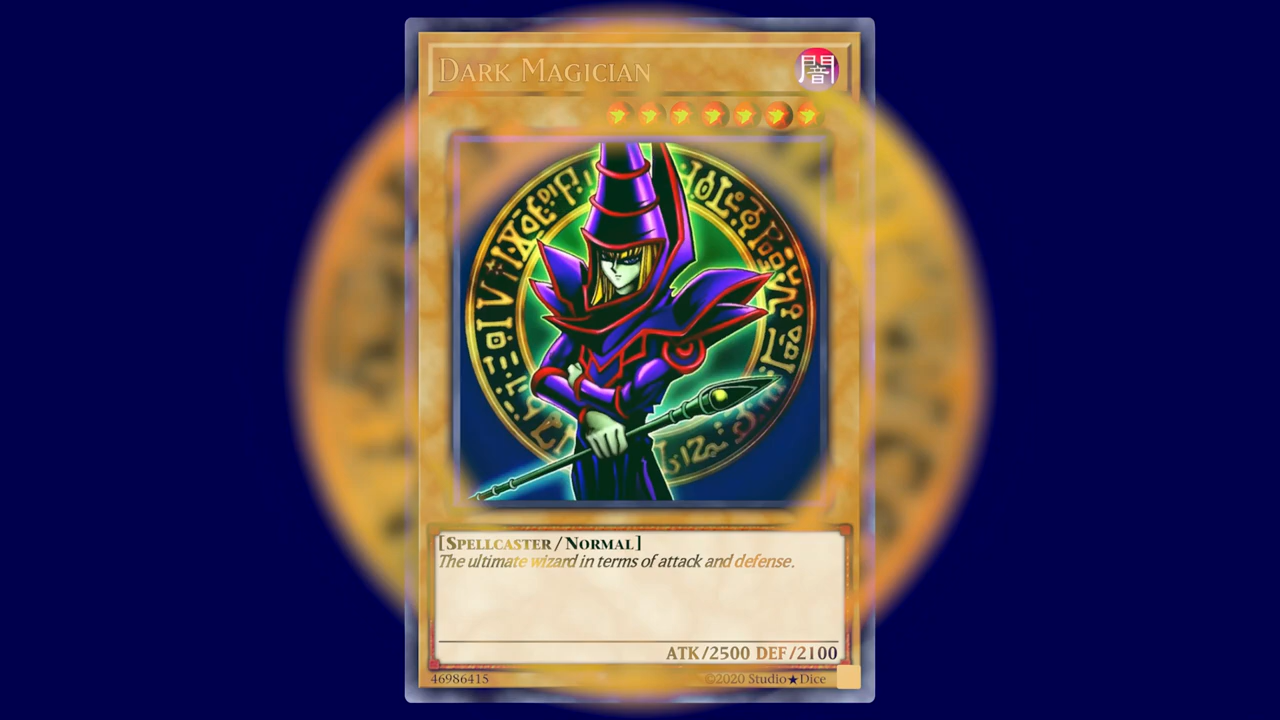 Dark Magician 闇
[Spellcaster/Normal]
The ultimate wizard in terms of attack and defense.
ATK/2500 DEF/2100
46986415 ©2020 Studio★Dice